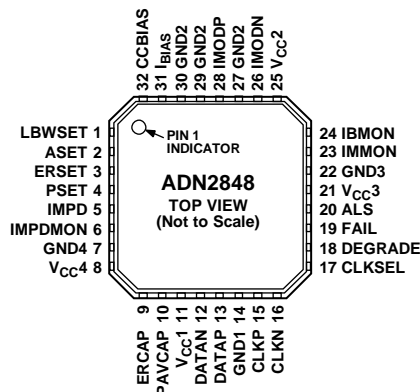 32 CCBIAS
31 IBIAS
30 GND2
29 GND2
28 IMODP
27 GND2
26 IMODN
25 VCC2
LBWSET 1
ASET 2
ERSET 3
PSET 4
IMPD 5
IMPDMON 6
GND4 7
VCC4 8
PIN 1
INDICATOR
ADN2848
TOP VIEW
(Not to Scale)
24 IBMON
23 IMMON
22 GND3
21 VCC3
20 ALS
19 FAIL
18 DEGRADE
17 CLKSEL
ERCAP 9
PAVCAP 10
VCC1 11
DATAN 12
DATAP 13
GND1 14
CLKP 15
CLKN 16